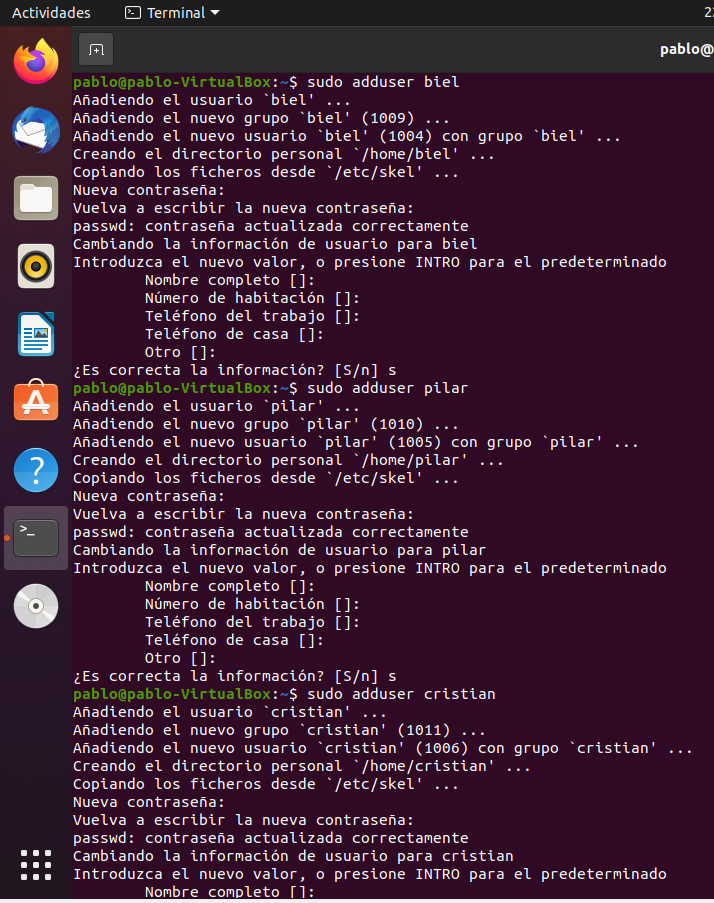 Actividades
Terminal
22
pablo@
pablo@pablo-VirtualBox:~$ sudo adduser biel
Añadiendo el usuario `biel' ...
Añadiendo el nuevo grupo `biel' (1009) ...
Añadiendo el nuevo usuario `biel' (1004) con grupo `biel' ...
Creando el directorio personal `/home/biel' ...
Copiando los ficheros desde `/etc/skel' ...
Nueva contraseña:
Vuelva a escribir la nueva contraseña:
passwd: contraseña actualizada correctamente
Cambiando la información de usuario para biel
Introduzca el nuevo valor, o presione INTRO para el predeterminado
Nombre completo []:
Número de habitación []:
Teléfono del trabajo []:
Teléfono de casa []:
Otro []:
¿Es correcta la información? [S/n] s
pablo@pablo-VirtualBox:~$ sudo adduser pilar
Añadiendo el usuario `pilar' ...
Añadiendo el nuevo grupo `pilar' (1010) ...
Añadiendo el nuevo usuario `pilar' (1005) con grupo `pilar' ...
Creando el directorio personal `/home/pilar' ...
Copiando los ficheros desde `/etc/skel' ...
Nueva contraseña:
Vuelva a escribir la nueva contraseña:
passwd: contraseña actualizada correctamente
Cambiando la información de usuario para pilar
Introduzca el nuevo valor, o presione INTRO para el predeterminado
Nombre completo []:
Número de habitación []:
Teléfono del trabajo []:
Teléfono de casa []:
Otro []:
¿Es correcta la información? [S/n] s
pablo@pablo-VirtualBox:~$ sudo adduser cristian
Añadiendo el usuario `cristian' ...
Añadiendo el nuevo grupo `cristian' (1011) ...
Añadiendo el nuevo usuario `cristian' (1006) con grupo `cristian' ...
Creando el directorio personal `/home/cristian' ...
Copiando los ficheros desde `/etc/skel' ...
Nueva contraseña:
Vuelva a escribir la nueva contraseña:
passwd: contraseña actualizada correctamente
Cambiando la información de usuario para cristian
Introduzca el nuevo valor, o presione INTRO para el predeterminado
Nombre completo []: